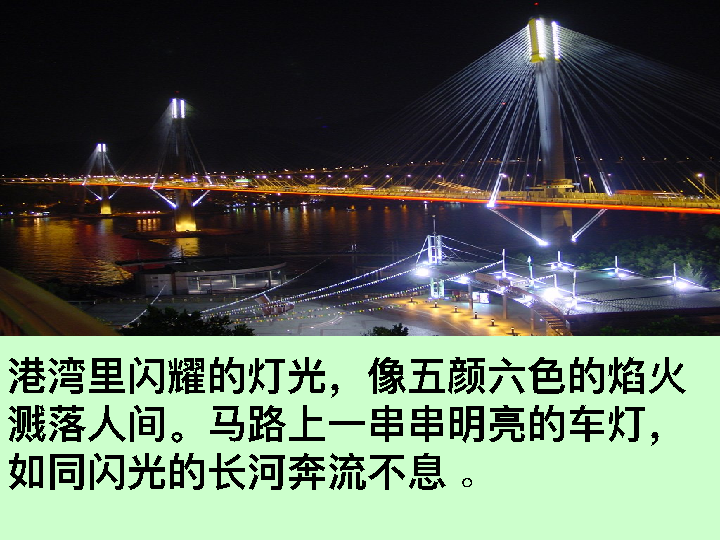 港湾里闪耀的灯光，像五颜六色的焰火
溅落人间。马路上一串串明亮的车灯，
如同闪光的长河奔流不息 。